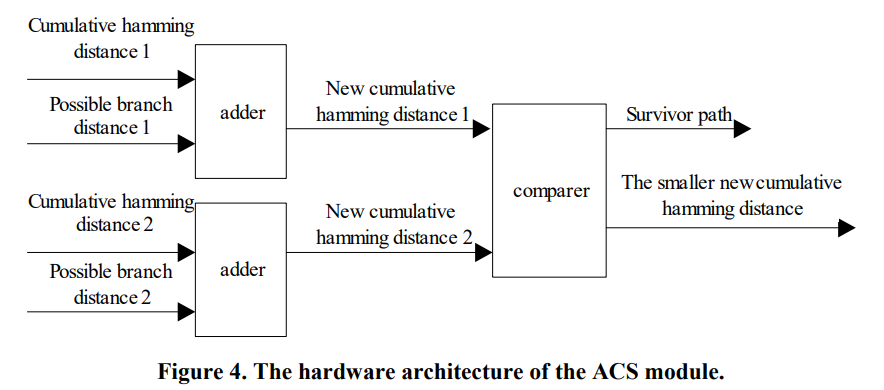 Cumulative hamming
distance 1
Possible branch
distance 1
adder
New cumulative
hamming distance 1
Cumulative hamming
distance 2
Possible branch
distance 2
adder
New cumulative
hamming distance 2
comparer
Survivor path
The smaller new cumulative
hamming distance
Figure 4. The hardware architecture of the ACS module.